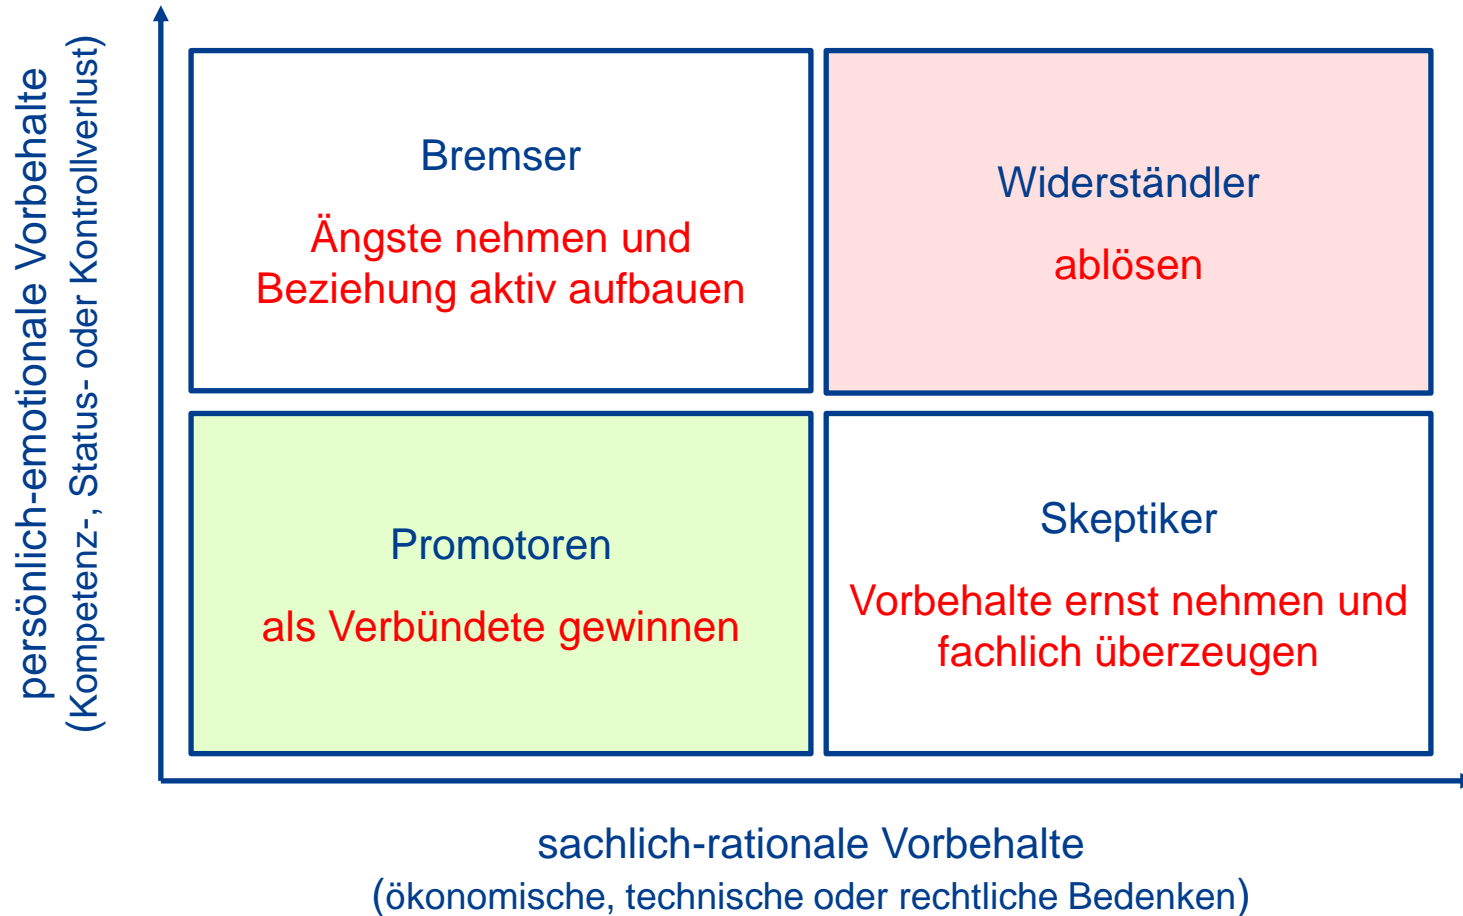 persönlich-emotionale Vorbehalte
(Kompetenz-, Status- oder Kontrollverlust)
Bremser
Ängste nehmen und
Beziehung aktiv aufbauen
Widerständler
ablösen
Promotoren
als Verbündete gewinnen
Skeptiker
Vorbehalte ernst nehmen und
fachlich überzeugen
sachlich-rationale Vorbehalte
(ökonomische, technische oder rechtliche Bedenken)